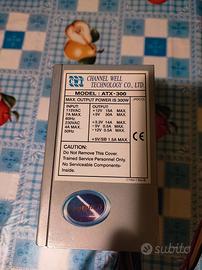 CHANNEL WELL
TECHNOLOGY CO., LTD.
MODEL : ATX-300
MAX. OUTPUT POWER IS 300W
INPUT OUTPUT
115VAC +12V 15A MAX.
7A MAX. +5V 30A MAX.
60Hz
230VAC +3.3V 14A MAX.
4A MAX. -5V 0.5A MAX.
50Hz -12V 0.5A MAX.
+5VSB 1.5A MAX.
CAUTION:
Do Not Remove This Cover.
Trained Service Personnel Only.
No Serviceable Components
Inside.
subito